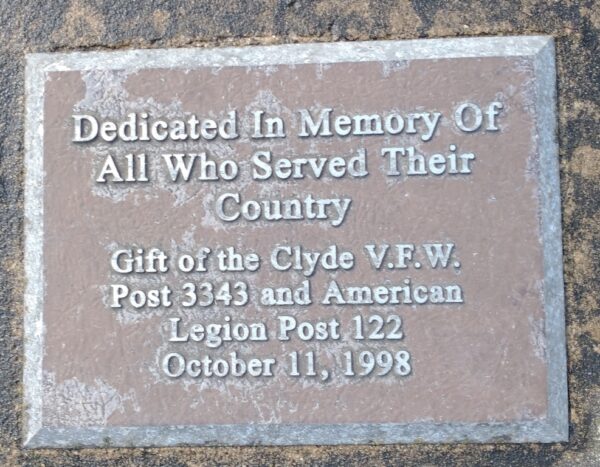 Dedicated In Memory Of
All Who Served Their
Country
Gift of the Clyde V.F.W.
Post 3343 and American
Legion Post 122
October 11, 1998